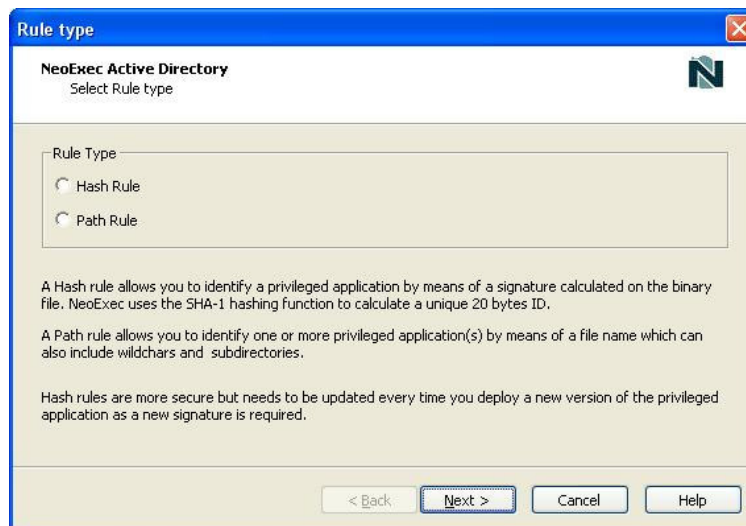 Rule type
NeoExec Active Directory
Select Rule type
N
Rule Type
Hash Rule
Path Rule
A Hash rule allows you to identify a privileged application by means of a signature calculated on the binary
file. NeoExec uses the SHA-1 hashing function to calculate a unique 20 bytes ID.
A Path rule allows you to identify one or more privileged application(s) by means of a file name which can
also include wildchars and subdirectories.
Hash rules are more secure but needs to be updated every time you deploy a new version of the privileged
application as a new signature is required.
< Back Next > Cancel Help